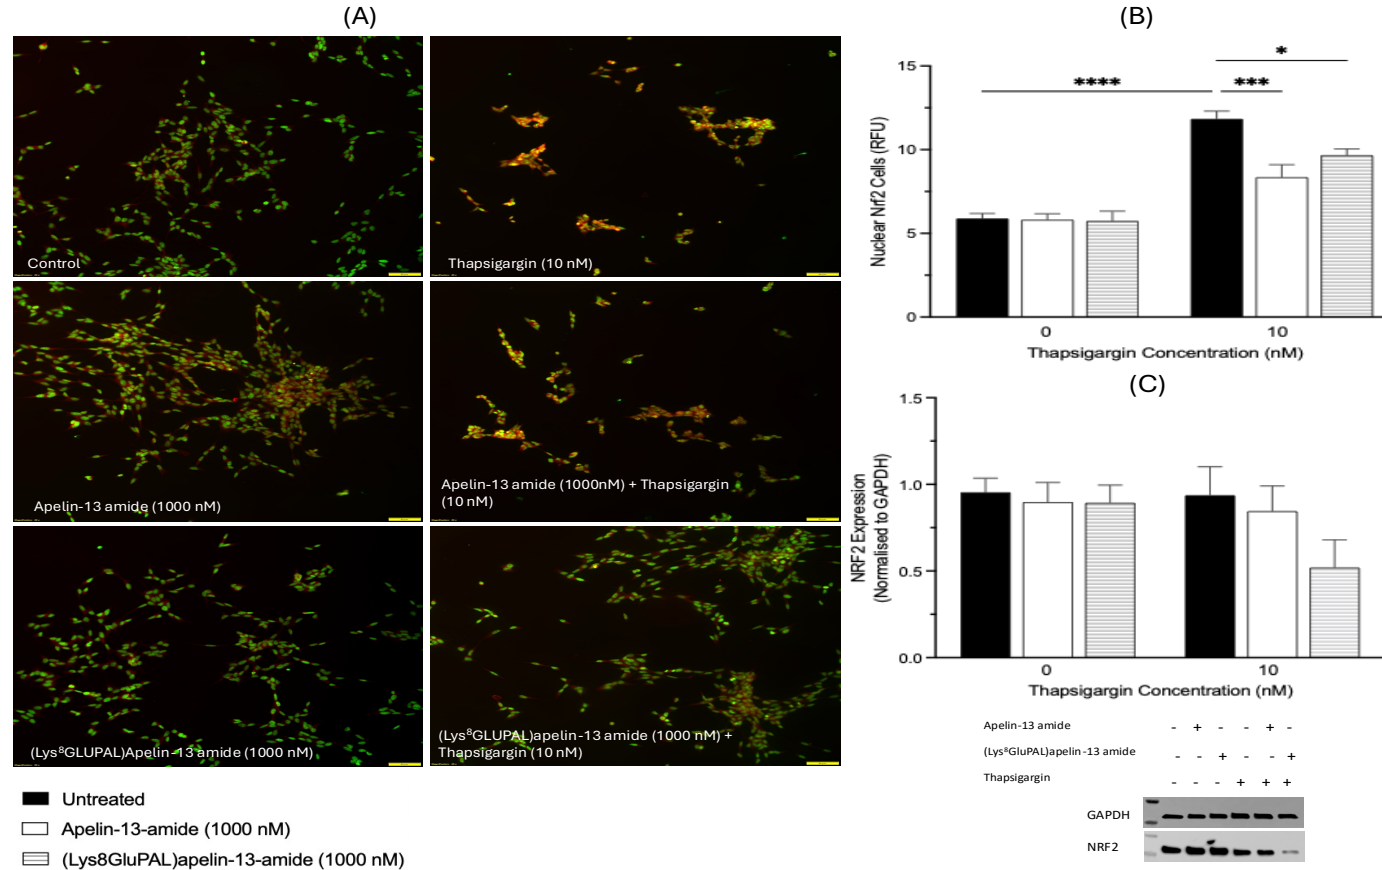 (A)
Control
Thapsigargin (10 nM)
Apelin-13 amide (1000 nM)
Apelin-13 amide (1000nM) + Thapsigargin
(10 nM)
(Lys⁸GLUPAL)Apelin-13 amide (1000 nM)
(Lys⁸GLUPAL)apelin-13 amide (1000 nM) +
Thapsigargin (10 nM)
Untreated
Apelin-13-amide (1000 nM)
(Lys8GluPAL)apelin-13-amide (1000 nM)
(B)
Nuclear Nrf2 Cells (RFU)
15
10
5
0
**** *** *
0 10
Thapsigargin Concentration (nM)
(C)
NRF2 Expression
(Normalised to GAPDH)
1.5
1.0
0.5
0.0
0 10
Thapsigargin Concentration (nM)
Apelin-13 amide - + - - + -
(Lys⁸GluPAL)apelin-13 amide - - + - - +
Thapsigargin - - - + + +
GAPDH
NRF2